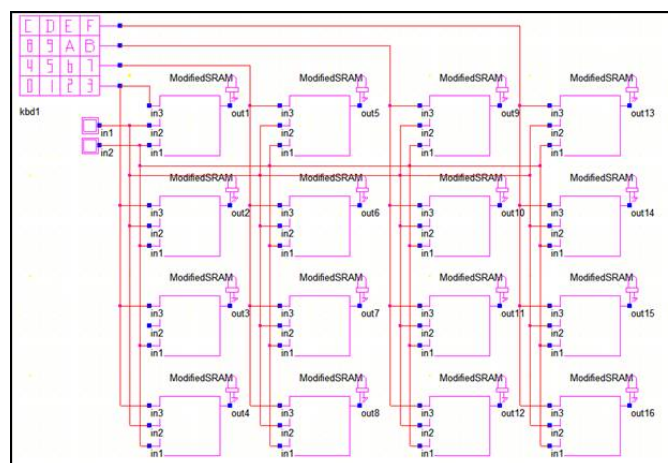 C D E F
8 9 A B
4 5 6 7
0 1 2 3
kbd1
in1
in2
ModifiedSRAM ModifiedSRAM ModifiedSRAM ModifiedSRAM
in3 out1 in3 out5 in3 out9 in3 out13
in2 in2 in2 in2
in1 in1 in1 in1
ModifiedSRAM ModifiedSRAM ModifiedSRAM ModifiedSRAM
in3 out2 in3 out6 in3 out10 in3 out14
in2 in2 in2 in2
in1 in1 in1 in1
ModifiedSRAM ModifiedSRAM ModifiedSRAM ModifiedSRAM
in3 out3 in3 out7 in3 out11 in3 out15
in2 in2 in2 in2
in1 in1 in1 in1
ModifiedSRAM ModifiedSRAM ModifiedSRAM ModifiedSRAM
in3 out4 in3 out8 in3 out12 in3 out16
in2 in2 in2 in2
in1 in1 in1 in1